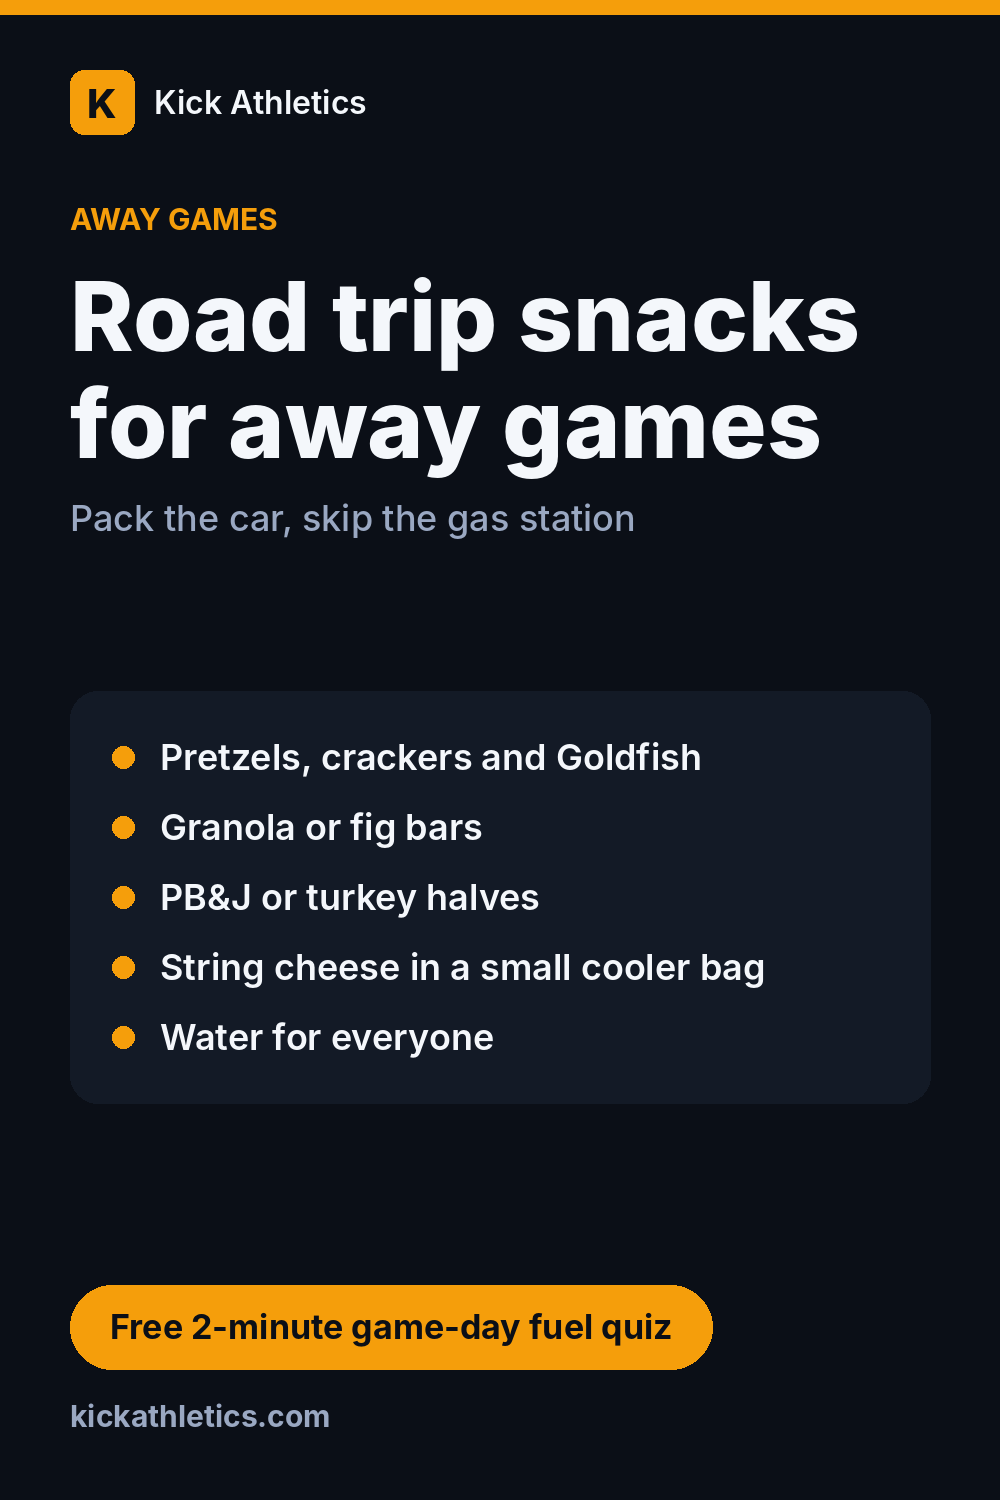 K
Kick Athletics
AWAY GAMES
Road trip snacks
for away games
Pack the car, skip the gas station
Pretzels, crackers and Goldfish
Granola or fig bars
PB&J or turkey halves
String cheese in a small cooler bag
Water for everyone
Free 2-minute game-day fuel quiz
kickathletics.com